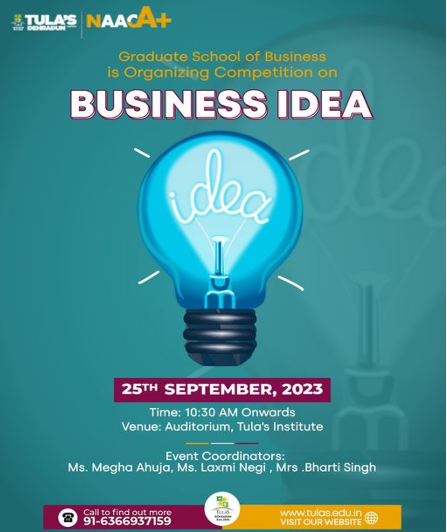 TULA'S
DEHRADUN
NAAC A+
Graduate School of Business
is Organizing Competition on
BUSINESS IDEA
idea
25TH SEPTEMBER, 2023
Time: 10:30 AM Onwards
Venue: Auditorium, Tula's Institute
Event Coordinators:
Ms. Megha Ahuja, Ms. Laxmi Negi , Mrs .Bharti Singh
Call to find out more
91-6366937159
TULA'S
www.tulas.edu.in
VISIT OUR WEBSITE